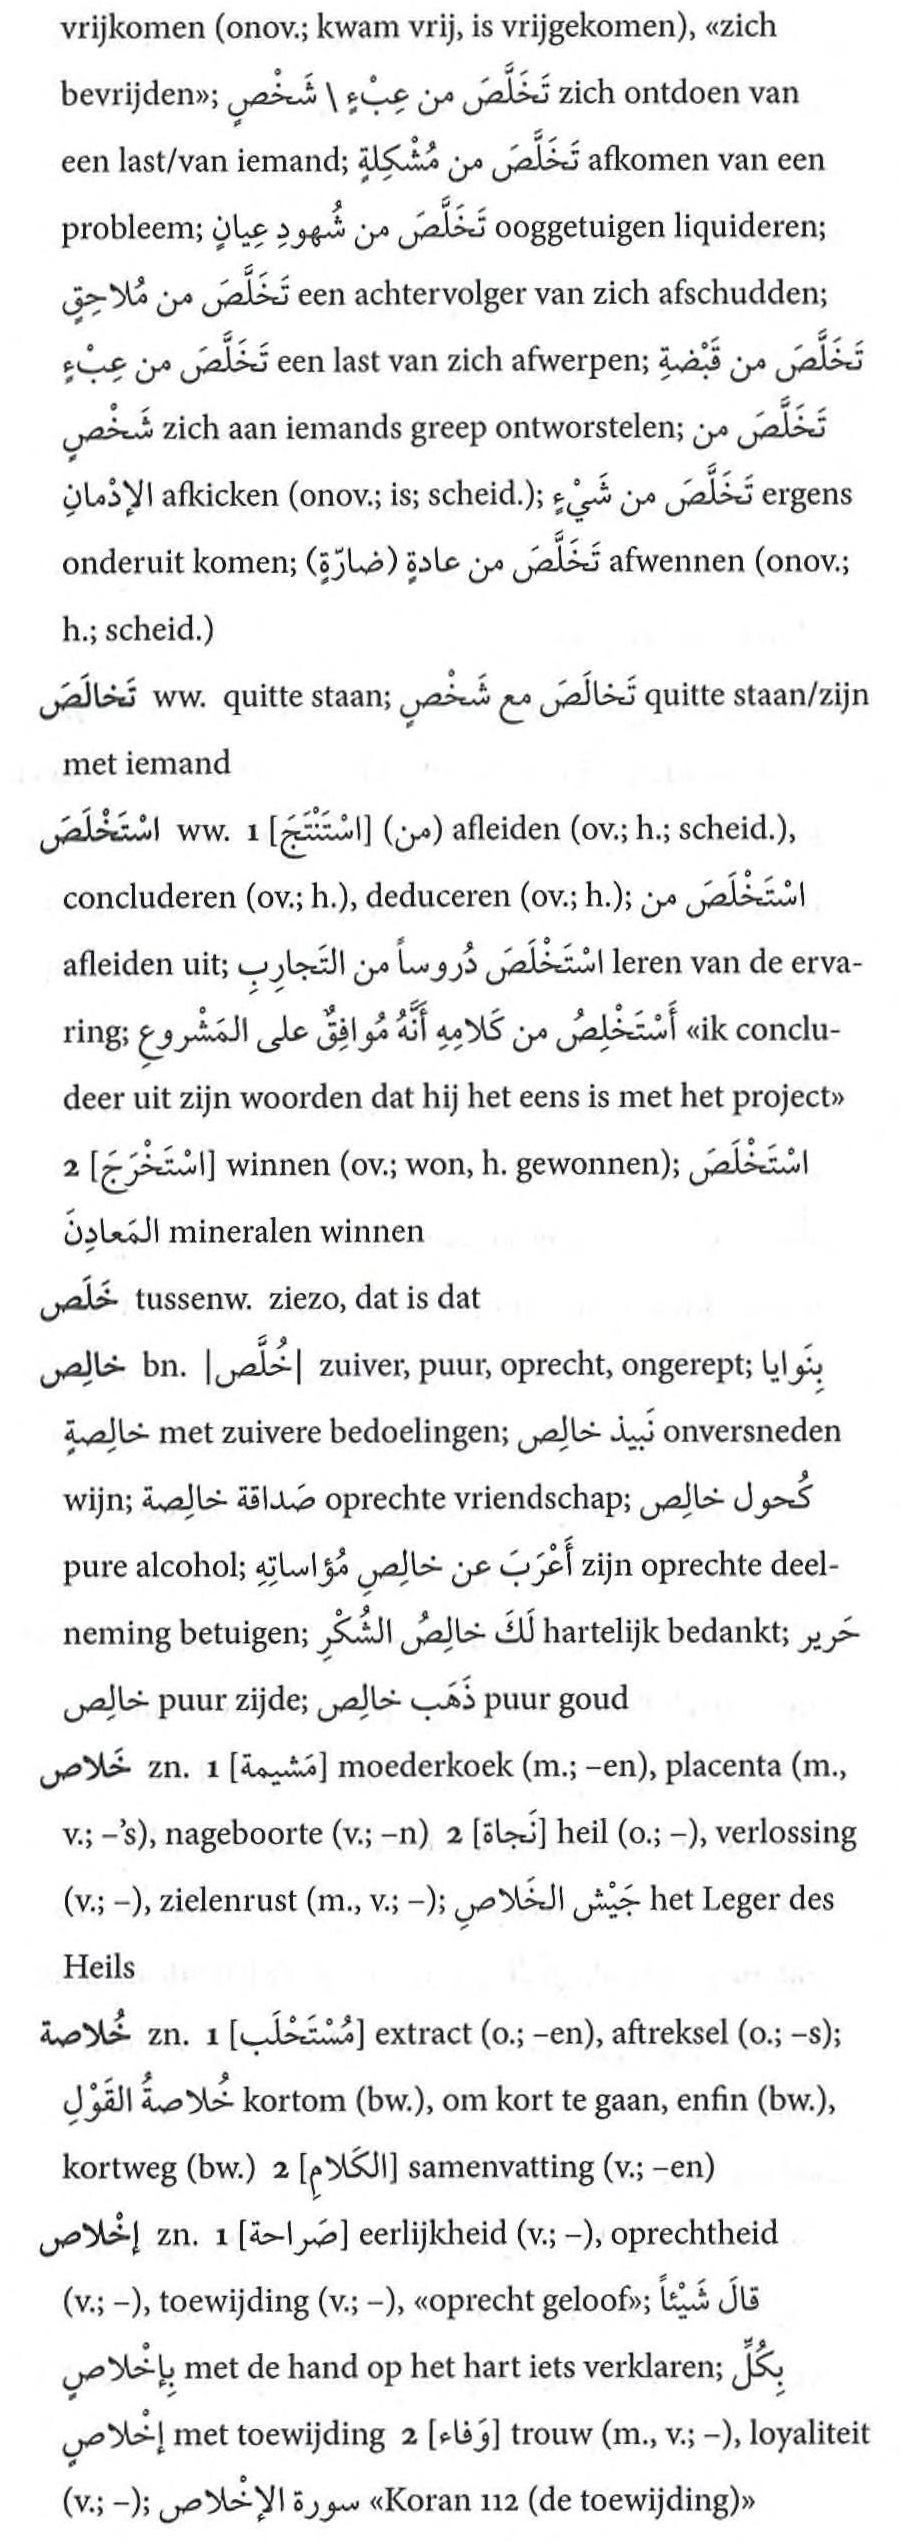 vrijkomen (onov.; kwam vrij, is vrijgekomen), «zich
bevrijden»; تَخَلَّصَ من عِبْءٍ \ شَخْصٍ zich ontdoen van
een last/van iemand; تَخَلَّصَ من مُشْكِلةٍ afkomen van een
probleem; تَخَلَّصَ من شُهودِ عِيانٍ ooggetuigen liquideren;
تَخَلَّصَ من مُلاحِقٍ een achtervolger van zich afschudden;
تَخَلَّصَ من عِبْءٍ een last van zich afwerpen; تَخَلَّصَ من قَبْضةِ
شَخْصٍ zich aan iemands greep ontworstelen; تَخَلَّصَ من
الإدْمانِ afkicken (onov.; is; scheid.); تَخَلَّصَ من شَيْءٍ ergens
onderuit komen; تَخَلَّصَ من عادةٍ (ضارّةٍ) afwennen (onov.;
h.; scheid.)
تَخالَصَ ww. quitte staan; تَخالَصَ مع شَخْصٍ quitte staan/zijn
met iemand
اسْتَخْلَصَ ww. 1 [اسْتَنْتَجَ] (من) afleiden (ov.; h.; scheid.),
concluderen (ov.; h.), deduceren (ov.; h.); اسْتَخْلَصَ من
afleiden uit; اسْتَخْلَصَ دُروساً من التَجارِبِ leren van de erva-
ring; أَسْتَخْلِصُ من كَلامِهِ أَنَّهُ مُوافِقٌ على المَشْروعِ «ik conclu-
deer uit zijn woorden dat hij het eens is met het project»
2 [اسْتَخْرَجَ] winnen (ov.; won, h. gewonnen); اسْتَخْلَصَ
المَعادِنَ mineralen winnen
خَلَص tussenw. ziezo, dat is dat
خالِص bn. |خُلَّص| zuiver, puur, oprecht, ongerept; بِنَوايا
خالِصةٍ met zuivere bedoelingen; نَبيذ خالِص onversneden
wijn; صَداقة خالِصة oprechte vriendschap; كُحول خالِص
pure alcohol; أَعْرَبَ عن خالِصِ مُؤاساتِهِ zijn oprechte deel-
neming betuigen; لَكَ خالِصُ الشُكْرِ hartelijk bedankt; حَرير
خالِص puur zijde; ذَهَب خالِص puur goud
خَلاص zn. 1 [مَشيمة] moederkoek (m.; –en), placenta (m.,
v.; –’s), nageboorte (v.; –n) 2 [نَجاة] heil (o.; –), verlossing
(v.; –), zielenrust (m., v.; –); جَيْش الخَلاصِ het Leger des
Heils
خُلاصة zn. 1 [مُسْتَحْلَب] extract (o.; –en), aftreksel (o.; –s);
خُلاصةُ القَوْلِ kortom (bw.), om kort te gaan, enfin (bw.),
kortweg (bw.) 2 [الكَلامِ] samenvatting (v.; –en)
إخْلاص zn. 1 [صَراحة] eerlijkheid (v.; –), oprechtheid
(v.; –), toewijding (v.; –), «oprecht geloof»; قالَ شَيْئاً
بِإخْلاصٍ met de hand op het hart iets verklaren; بِكُلِّ
إخْلاصٍ met toewijding 2 [وَفاء] trouw (m., v.; –), loyaliteit
(v.; –); سورة الإخْلاص «Koran 112 (de toewijding)»